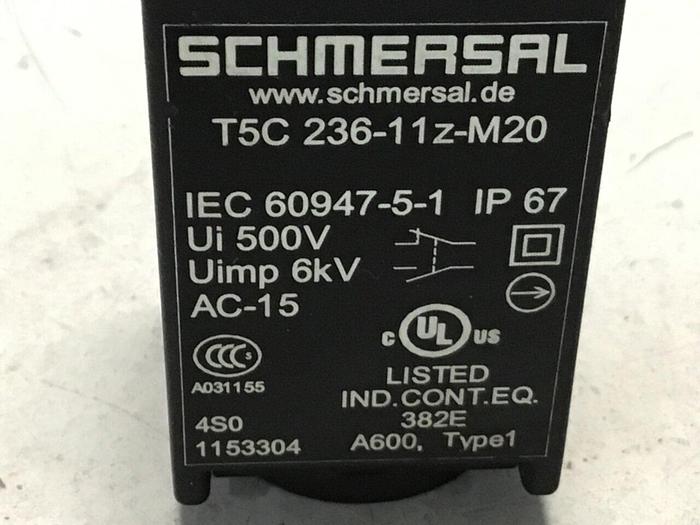 SCHMERSAL
www.schmersal.de
T5C 236-11z-M20
IEC 60947-5-1 IP 67
Ui 500V
Uimp 6kV
AC-15
CCC S
A031155
c UL US
LISTED
IND.CONT.EQ.
382E
A600, Type1
4S0
1153304